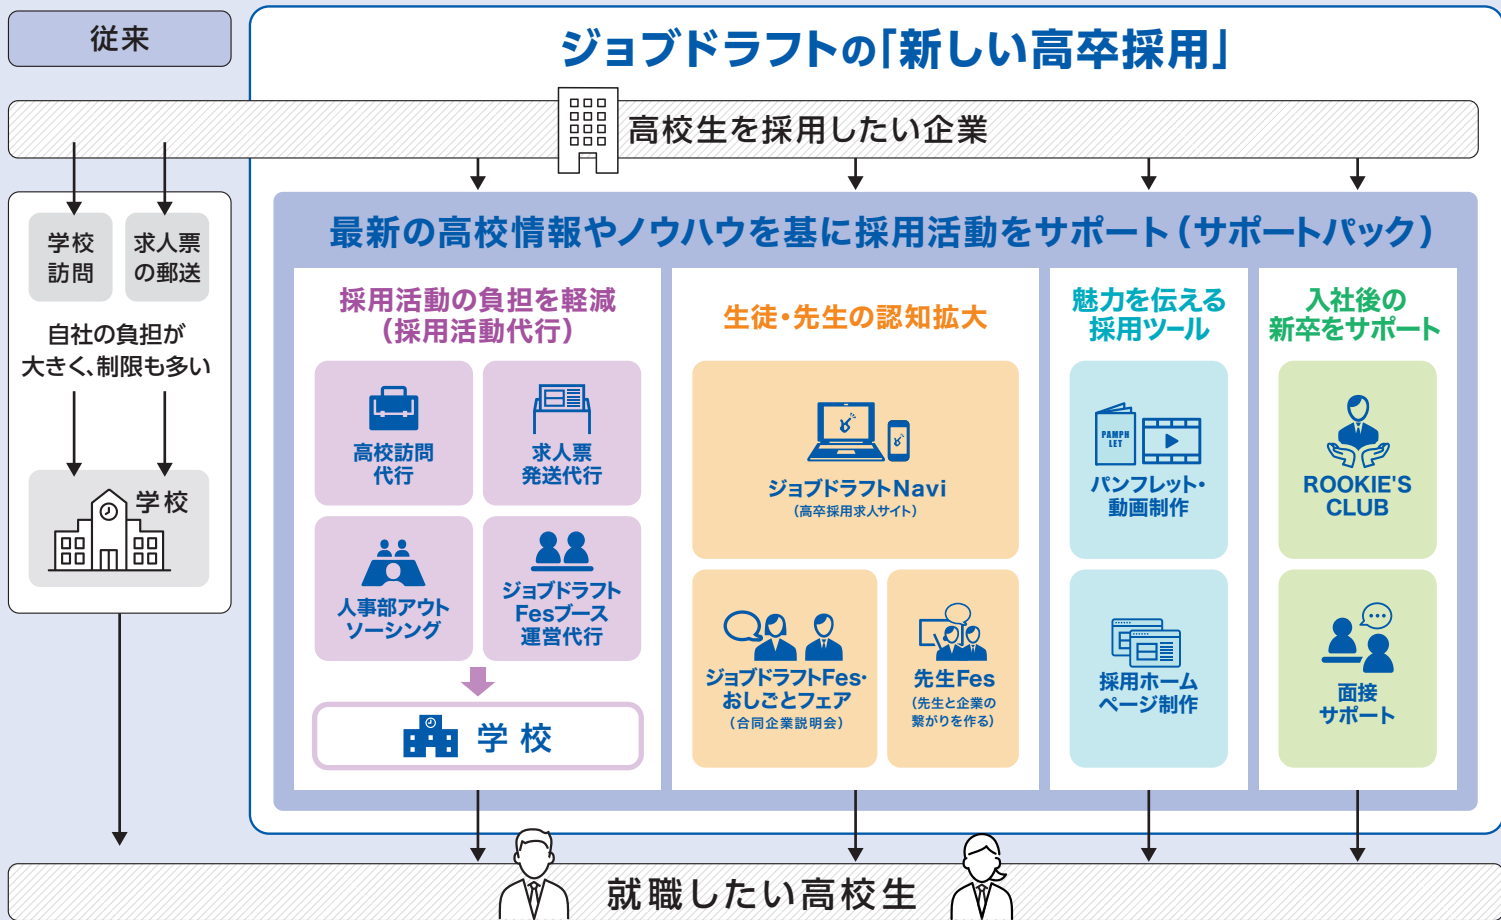 従来
ジョブドラフトの「新しい高卒採用」
高校生を採用したい企業
学校
訪問
求人票
の郵送
自社の負担が
大きく、制限も多い
学校
最新の高校情報やノウハウを基に採用活動をサポート(サポートパック)
採用活動の負担を軽減
(採用活動代行)
高校訪問
代行
求人票
発送代行
人事部アウト
ソーシング
ジョブドラフト
Fesブース
運営代行
学校
生徒・先生の認知拡大
ジョブドラフトNavi
(高卒採用求人サイト)
ジョブドラフトFes・
おしごとフェア
(合同企業説明会)
先生Fes
(先生と企業の
繋がりを作る)
魅力を伝える
採用ツール
PAMPH
LET
パンフレット・
動画制作
採用ホーム
ページ制作
入社後の
新卒をサポート
ROOKIE'S
CLUB
面接
サポート
就職したい高校生